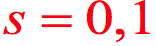 s = 0,1